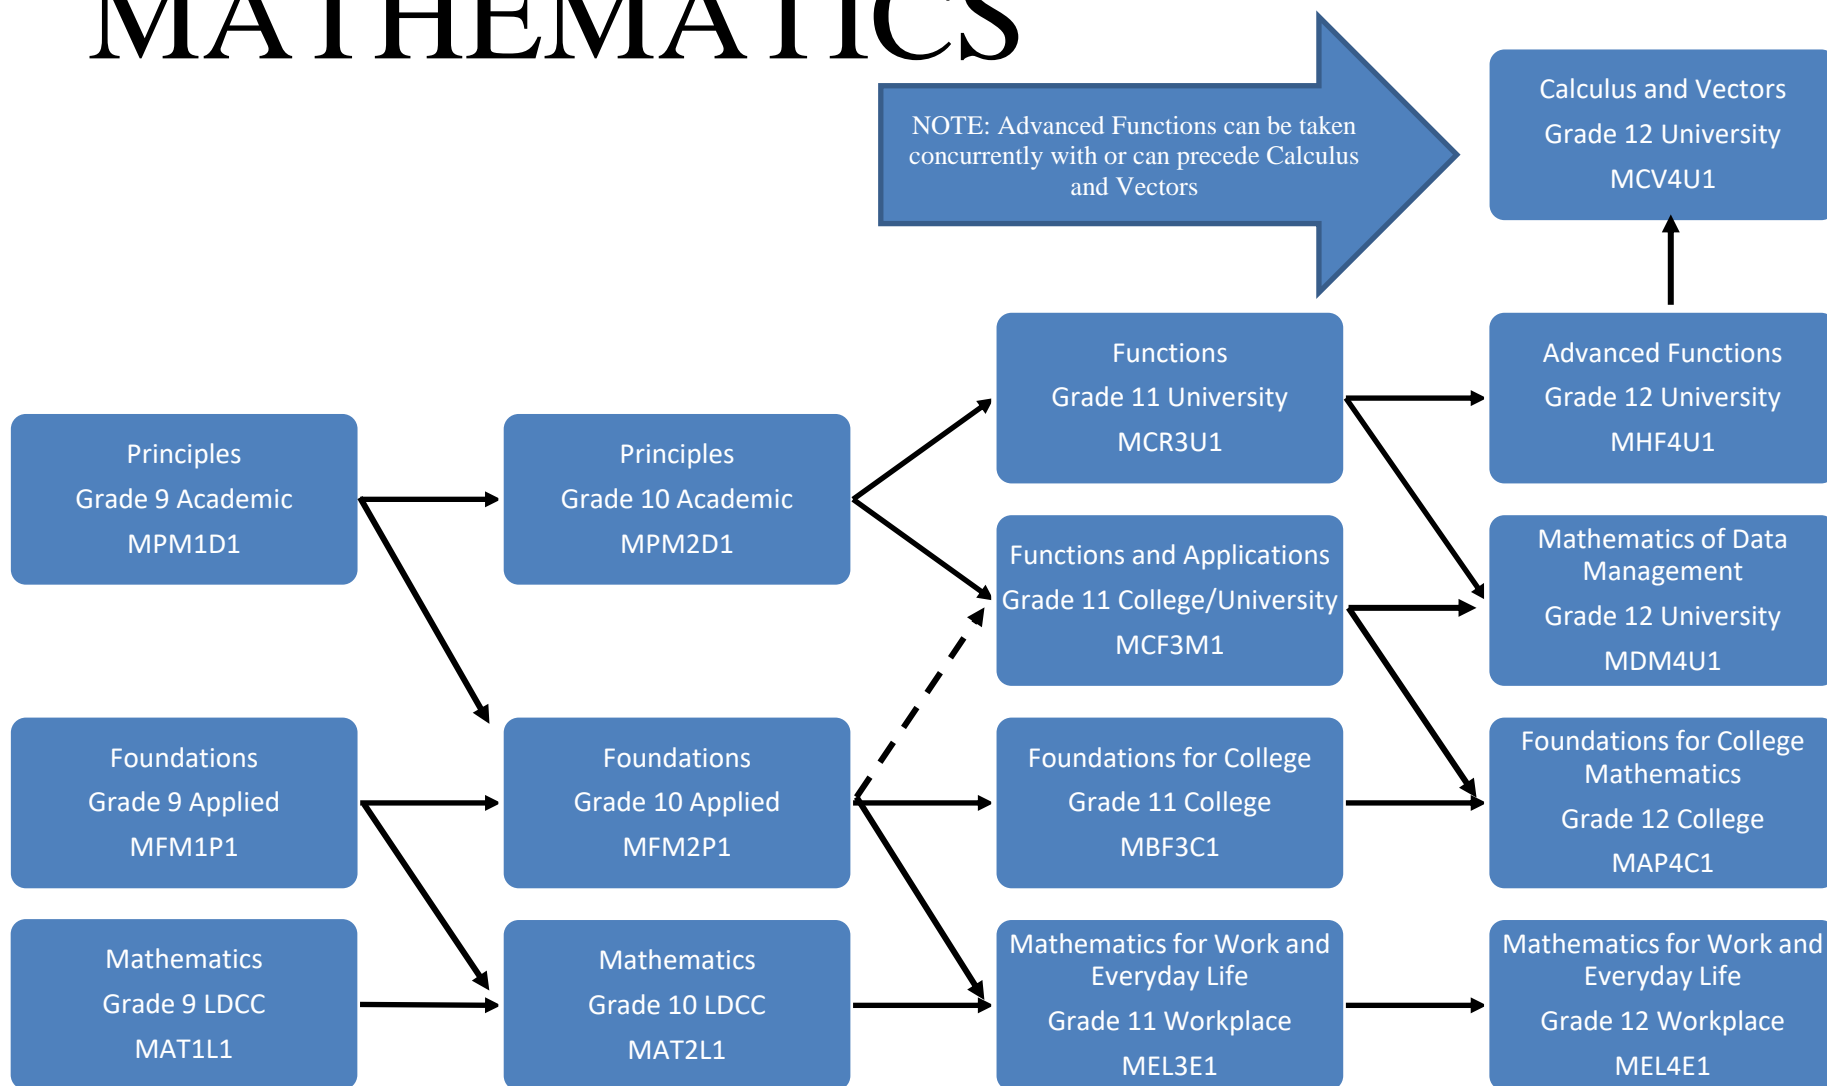 MATHEMATICS
NOTE: Advanced Functions can be taken
concurrently with or can precede Calculus
and Vectors
Calculus and Vectors
Grade 12 University
MCV4U1
Principles
Grade 9 Academic
MPM1D1
Principles
Grade 10 Academic
MPM2D1
Functions
Grade 11 University
MCR3U1
Advanced Functions
Grade 12 University
MHF4U1
Functions and Applications
Grade 11 College/University
MCF3M1
Mathematics of Data
Management
Grade 12 University
MDM4U1
Foundations
Grade 9 Applied
MFM1P1
Foundations
Grade 10 Applied
MFM2P1
Foundations for College
Grade 11 College
MBF3C1
Foundations for College
Mathematics
Grade 12 College
MAP4C1
Mathematics
Grade 9 LDCC
MAT1L1
Mathematics
Grade 10 LDCC
MAT2L1
Mathematics for Work and
Everyday Life
Grade 11 Workplace
MEL3E1
Mathematics for Work and
Everyday Life
Grade 12 Workplace
MEL4E1